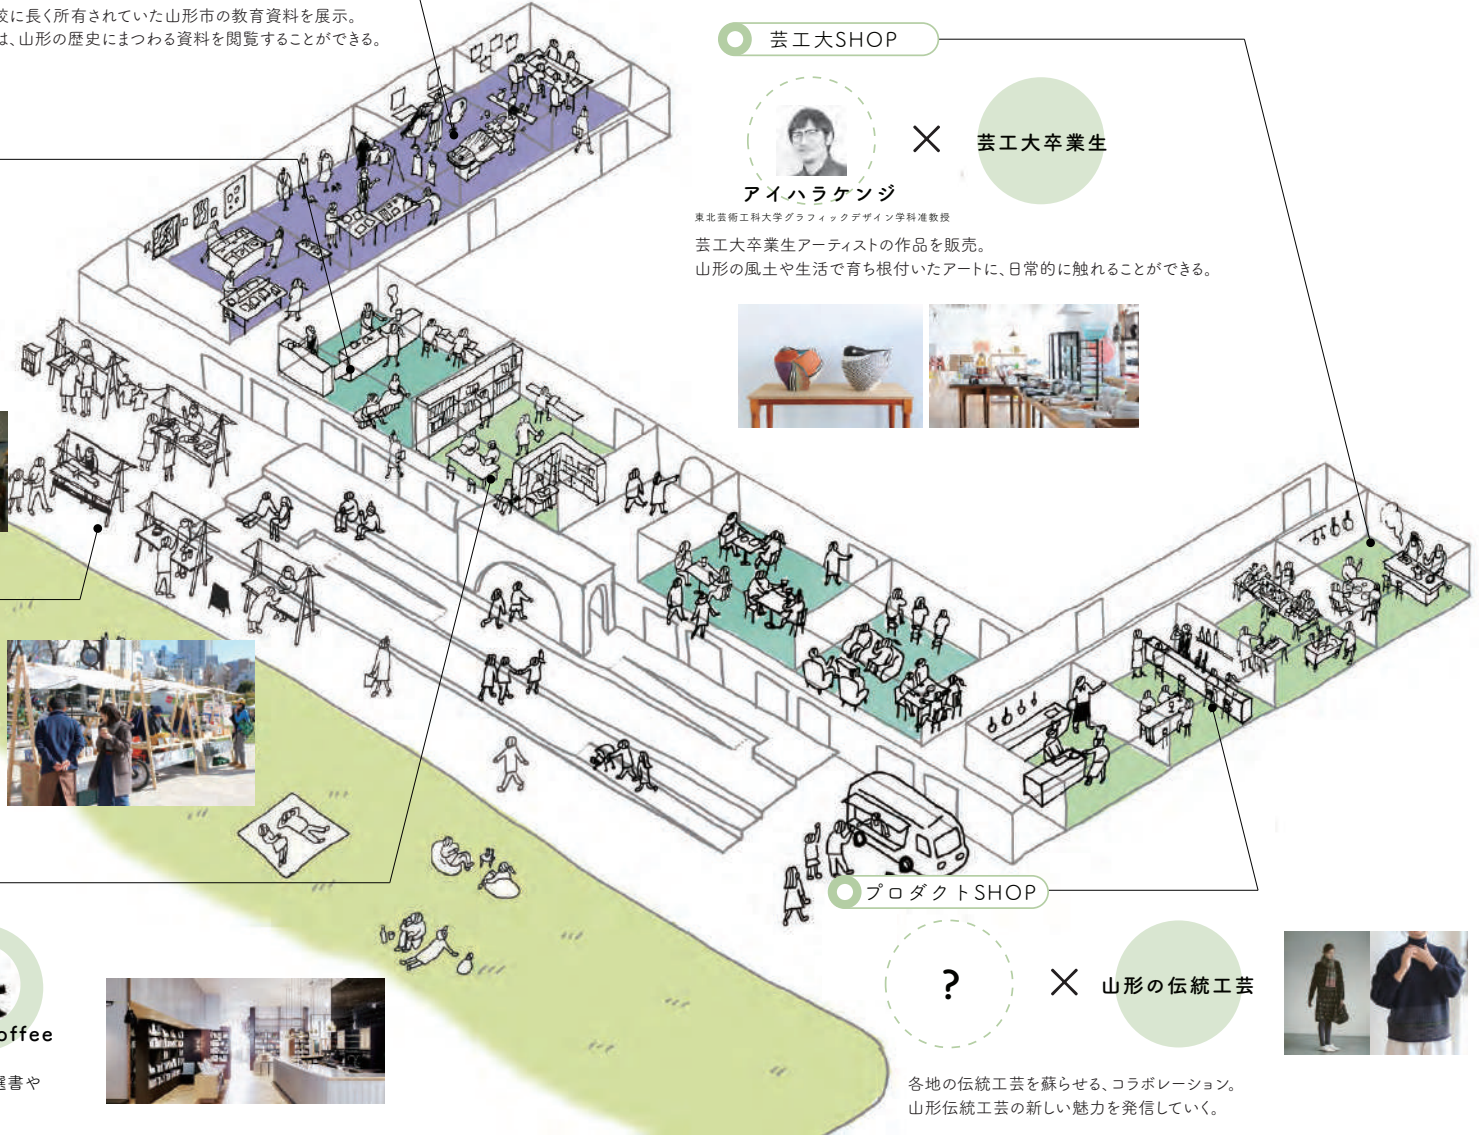 校に長く所有されていた山形市の教育資料を展示。
は、山形の歴史にまつわる資料を閲覧することができる。
芸工大SHOP
芸工大卒業生
アイハラケンジ
東北芸術工科大学グラフィックデザイン学科准教授
芸工大卒業生アーティストの作品を販売。
山形の風土や生活で育ち根付いたアートに、日常的に触れることができる。
プロダクトSHOP
?
山形の伝統工芸
各地の伝統工芸を蘇らせる、コラボレーション。
山形伝統工芸の新しい魅力を発信していく。
offee
選書や